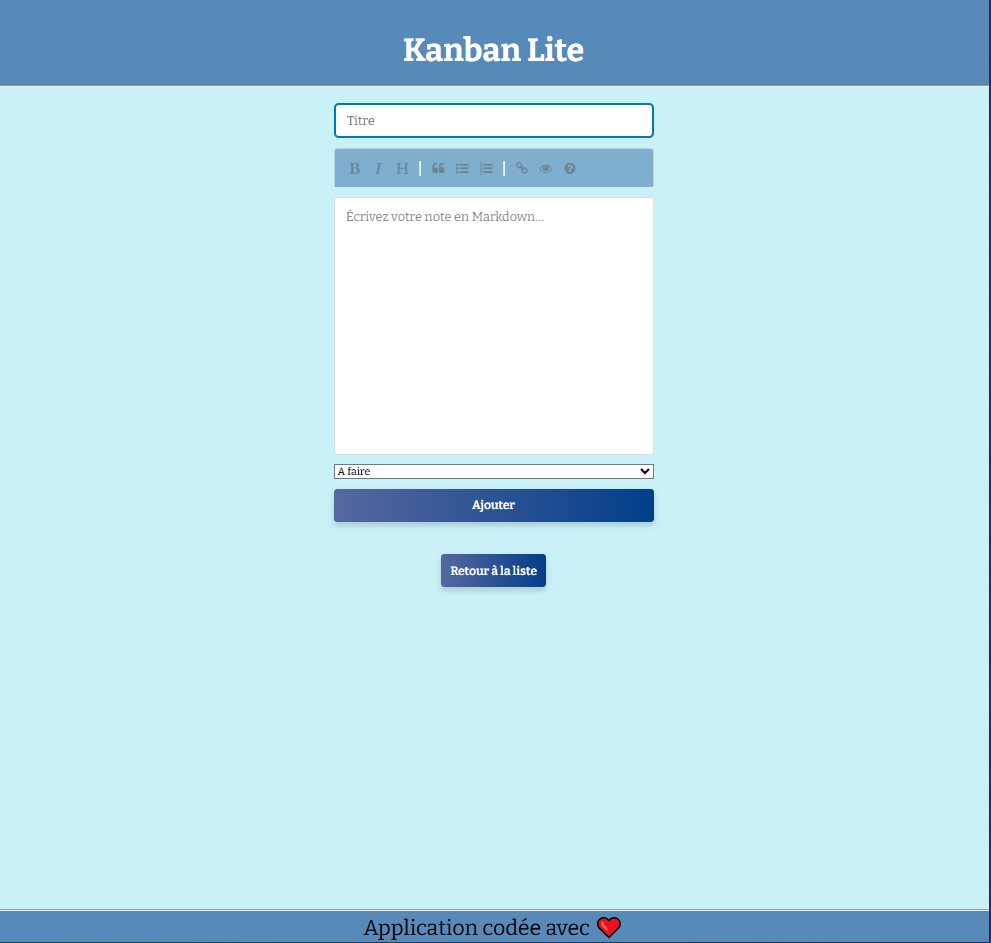 Kanban Lite
Titre
B I H
Écrivez votre note en Markdown...
A faire
Ajouter
Retour à la liste
Application codée avec ❤️